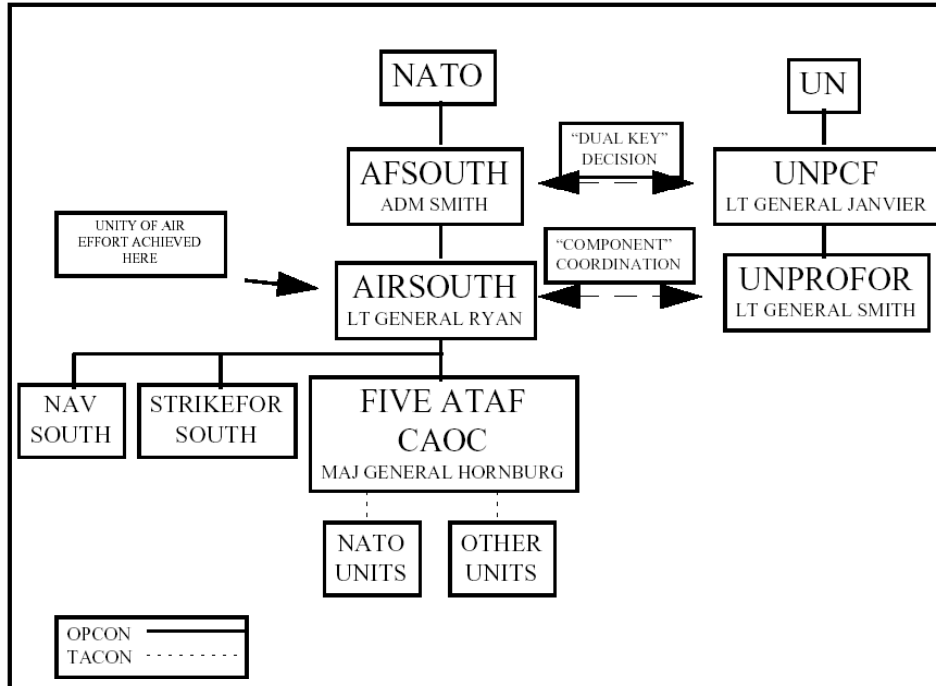 NATO
UN
"DUAL KEY"
DECISION
AFSOUTH
ADM SMITH
UNPCF
LT GENERAL JANVIER
UNITY OF AIR
EFFORT ACHIEVED
HERE
"COMPONENT"
COORDINATION
AIRSOUTH
LT GENERAL RYAN
UNPROFOR
LT GENERAL SMITH
NAV
SOUTH
STRIKEFOR
SOUTH
FIVE ATAF
CAOC
MAJ GENERAL HORNBURG
NATO
UNITS
OTHER
UNITS
OPCON
TACON